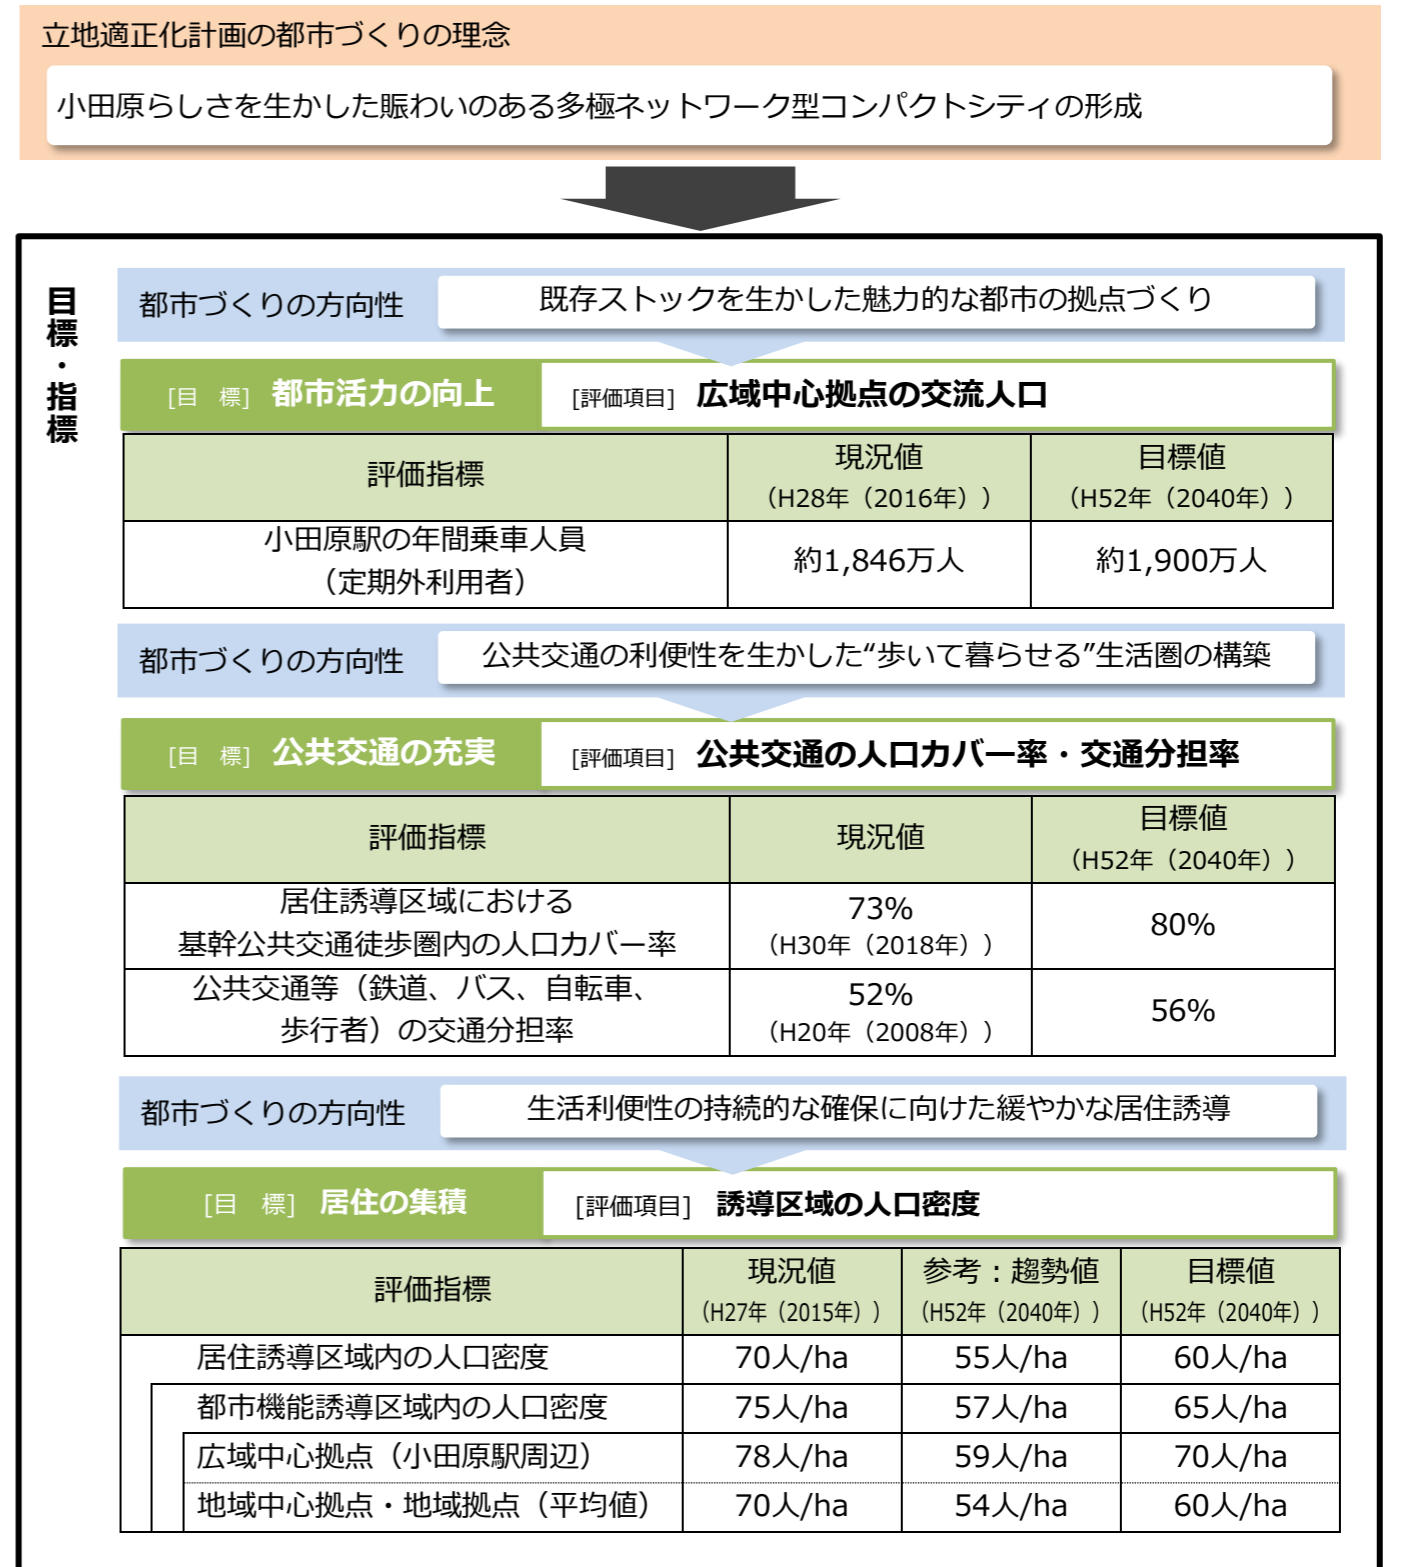 立地適正化計画の都市づくりの理念
小田原らしさを生かした賑わいのある多極ネットワーク型コンパクトシティの形成
目標・指標
都市づくりの方向性 既存ストックを生かした魅力的な都市の拠点づくり
[目 標] 都市活力の向上 [評価項目] 広域中心拠点の交流人口
評価指標 現況値 目標値
（H28年（2016年）） （H52年（2040年））
小田原駅の年間乗車人員
（定期外利用者） 約1,846万人 約1,900万人
都市づくりの方向性 公共交通の利便性を生かした“歩いて暮らせる”生活圏の構築
[目 標] 公共交通の充実 [評価項目] 公共交通の人口カバー率・交通分担率
評価指標 現況値 目標値
（H52年（2040年））
居住誘導区域における 73% 80%
基幹公共交通徒歩圏内の人口カバー率 （H30年（2018年））
公共交通等（鉄道、バス、自転車、 52% 56%
歩行者）の交通分担率 （H20年（2008年））
都市づくりの方向性 生活利便性の持続的な確保に向けた緩やかな居住誘導
[目 標] 居住の集積 [評価項目] 誘導区域の人口密度
評価指標 現況値 参考：趨勢値 目標値
（H27年（2015年）） （H52年（2040年）） （H52年（2040年））
居住誘導区域内の人口密度 70人/ha 55人/ha 60人/ha
都市機能誘導区域内の人口密度 75人/ha 57人/ha 65人/ha
広域中心拠点（小田原駅周辺） 78人/ha 59人/ha 70人/ha
地域中心拠点・地域拠点（平均値） 70人/ha 54人/ha 60人/ha